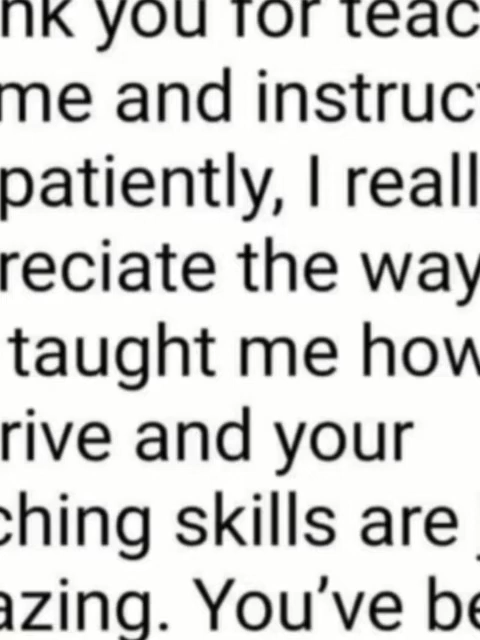 nk you for teac
me and instruc
patiently, I reall
reciate the way
taught me how
rive and your
ching skills are
azing. You've be